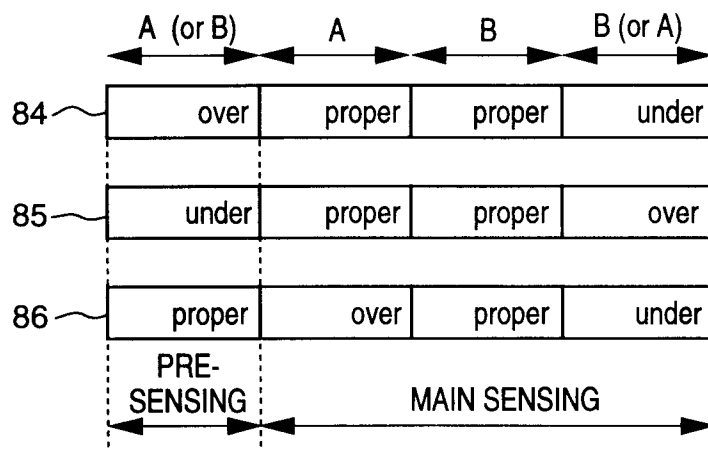 A (or B) A B B (or A)
84 over proper proper under
85 under proper proper over
86 proper over proper under
PRE-
SENSING MAIN SENSING